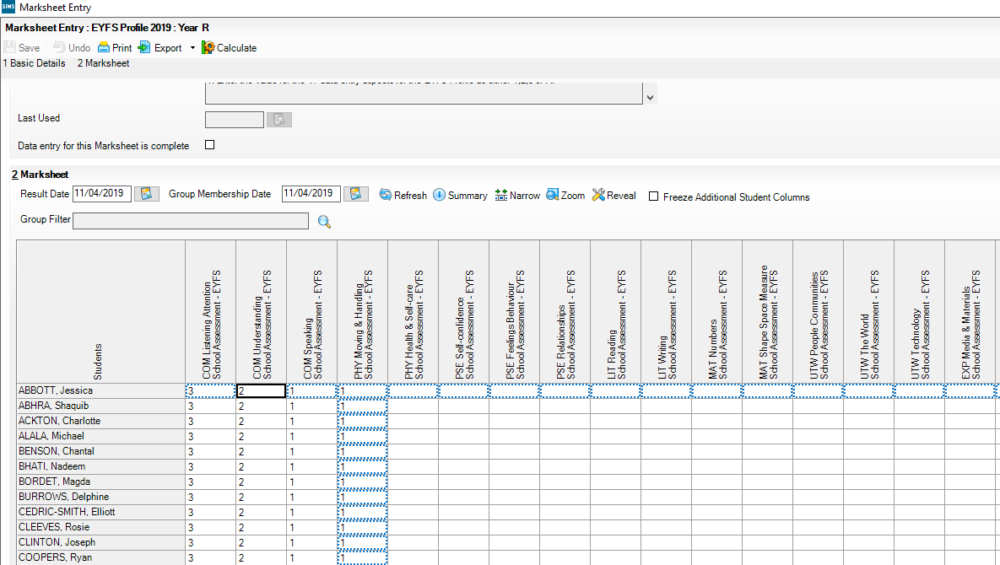 SIMS Marksheet Entry
Marksheet Entry : EYFS Profile 2019 : Year R
Save Undo Print Export Calculate
1 Basic Details 2 Marksheet
Last Used
Data entry for this Marksheet is complete
2 Marksheet
Result Date 11/04/2019 Group Membership Date 11/04/2019 Refresh Summary Narrow Zoom Reveal Freeze Additional Student Columns
Group Filter
Students
COM Listening Attention
School Assessment - EYFS
COM Understanding
School Assessment - EYFS
COM Speaking
School Assessment - EYFS
PHY Moving & Handling
School Assessment - EYFS
PHY Health & Self-care
School Assessment - EYFS
PSE Self-confidence
School Assessment - EYFS
PSE Feelings Behaviour
School Assessment - EYFS
PSE Relationships
School Assessment - EYFS
LIT Reading
School Assessment - EYFS
LIT Writing
School Assessment - EYFS
MAT Numbers
School Assessment - EYFS
MAT Shape Space Measure
School Assessment - EYFS
UTW People Communities
School Assessment - EYFS
UTW The World
School Assessment - EYFS
UTW Technology
School Assessment - EYFS
EXP Media & Materials
School Assessment - EYFS
ABBOTT, Jessica 3 2 1 1
ABHRA, Shaquib 3 2 1 1
ACKTON, Charlotte 3 2 1 1
ALALA, Michael 3 2 1 1
BENSON, Chantal 3 2 1 1
BHATI, Nadeem 3 2 1 1
BORDET, Magda 3 2 1 1
BURROWS, Delphine 3 2 1 1
CEDRIC-SMITH, Elliott 3 2 1 1
CLEEVES, Rosie 3 2 1 1
CLINTON, Joseph 3 2 1 1
COOPERS, Ryan 3 2 1 1